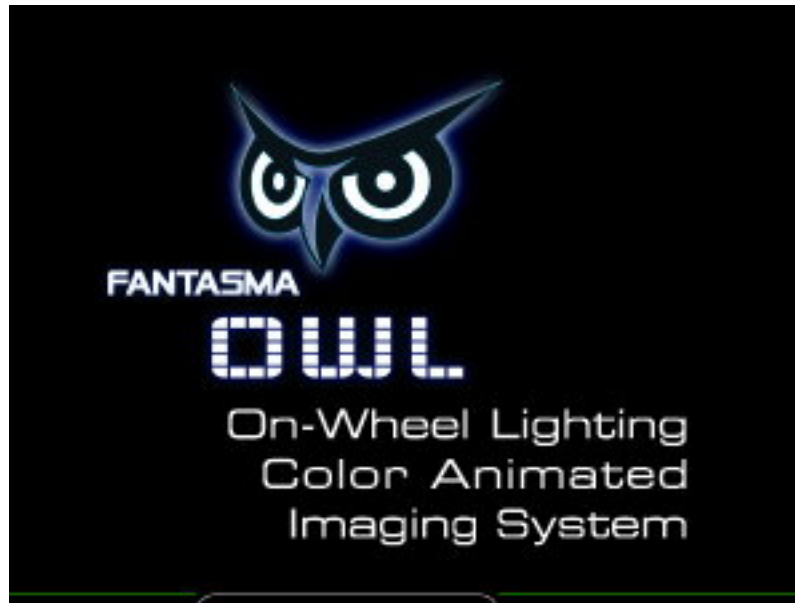 FANTASMA
OWL
On-Wheel Lighting
Color Animated
Imaging System